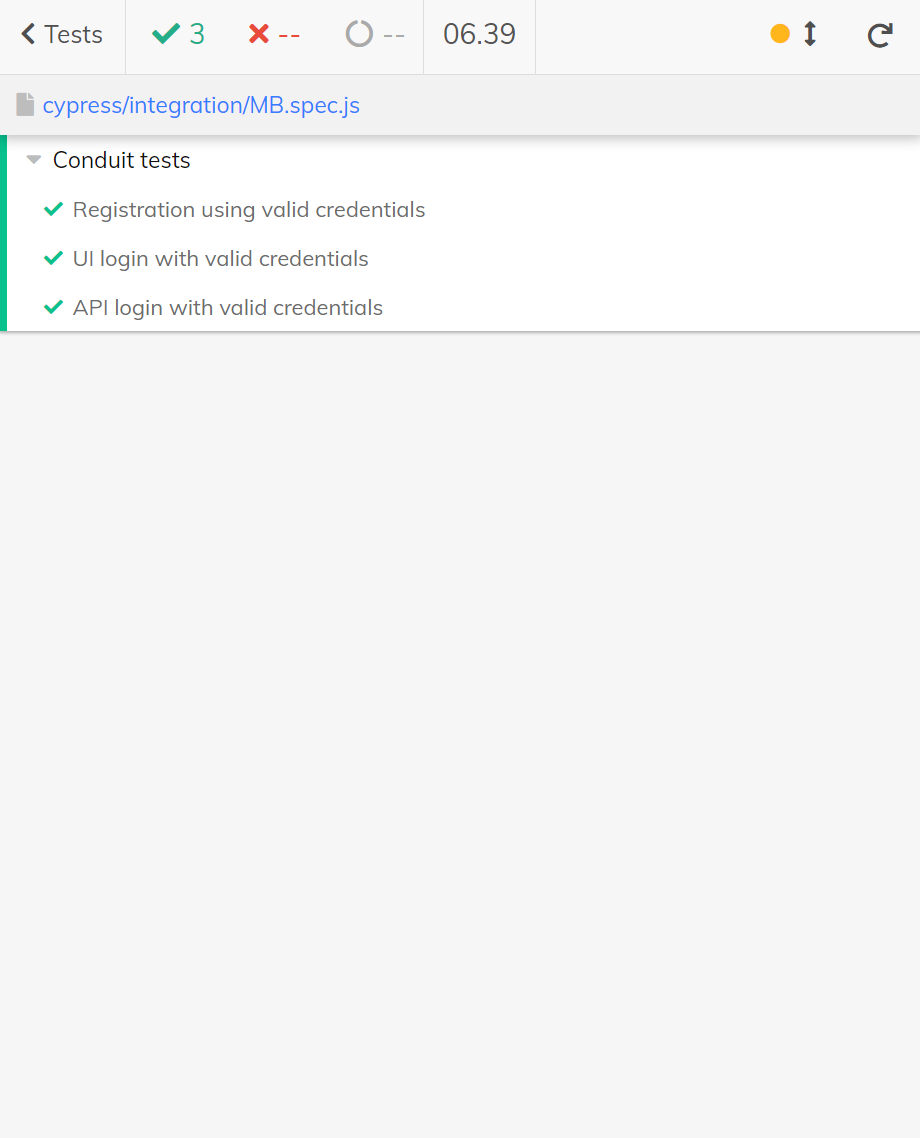 Tests 3 -- -- 06.39
cypress/integration/MB.spec.js
Conduit tests
Registration using valid credentials
UI login with valid credentials
API login with valid credentials